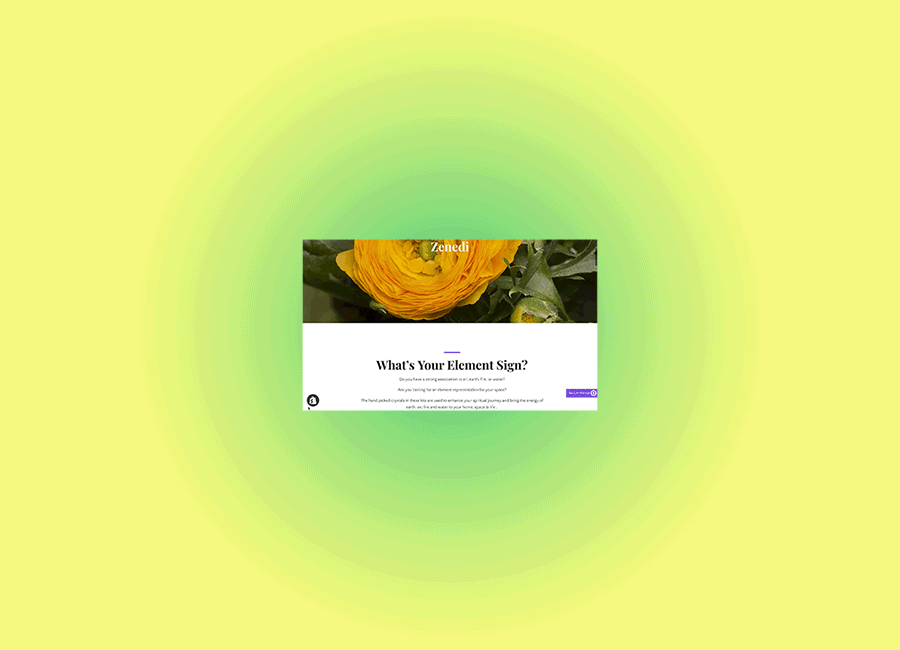 Zenedi
What's Your Element Sign?
Do you have a strong association to air, earth, fire, or water?
Are you looking for an element representation for your space?
The hand picked crystals in these kits are used to enhance your spiritual journey and bring the energy of
earth, air, fire and water to your home, space & life.